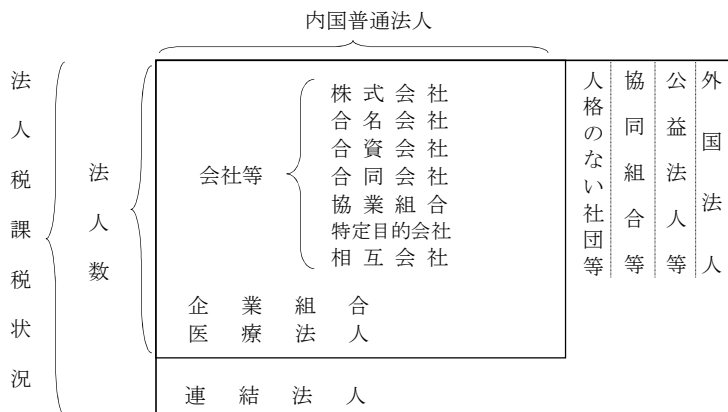 内国普通法人
法人税課税状況
法人数
会社等
株式会社
合名会社
合資会社
合同会社
協業組合
特定目的会社
相互会社
企業組合
医療法人
連結法人
人格のない社団等
協同組合等
公益法人等
外国法人